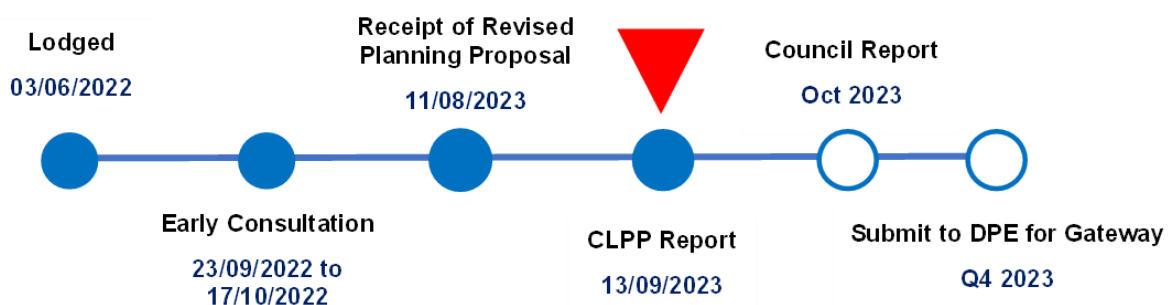 Lodged
03/06/2022
Early Consultation
23/09/2022 to
17/10/2022
Receipt of Revised
Planning Proposal
11/08/2023
CLPP Report
13/09/2023
Council Report
Oct 2023
Submit to DPE for Gateway
Q4 2023